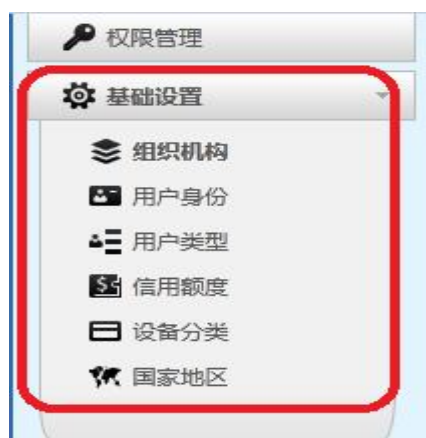 权限管理
基础设置
组织机构
用户身份
用户类型
信用额度
设备分类
国家地区